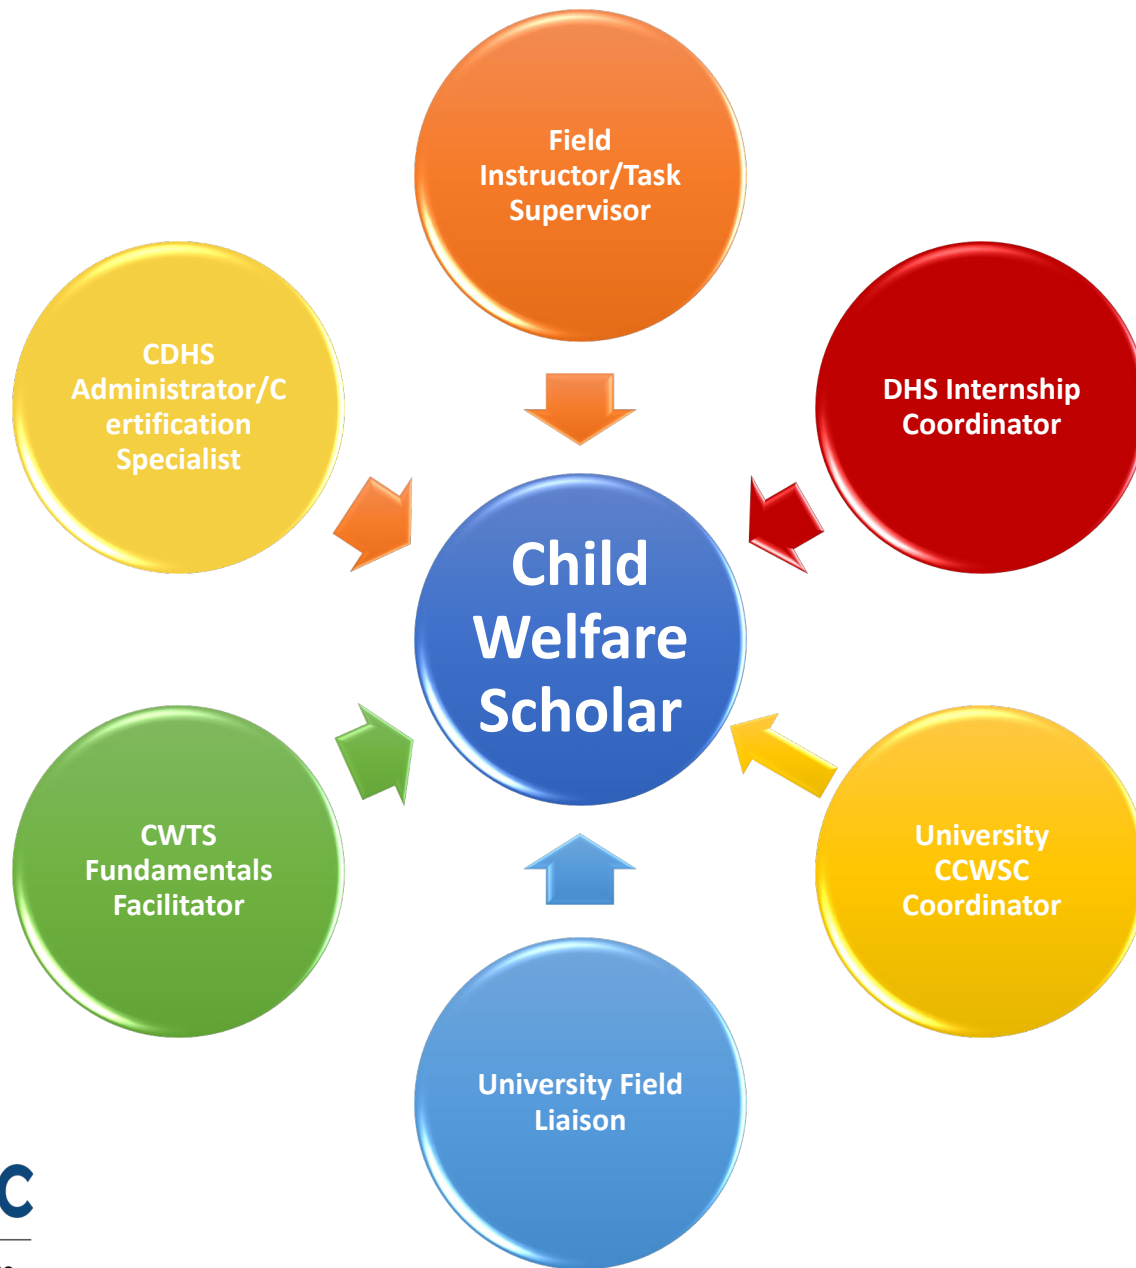 Field
Instructor/Task
Supervisor
CDHS
Administrator/C
ertification
Specialist
DHS Internship
Coordinator
Child
Welfare
Scholar
CWTS
Fundamentals
Facilitator
University
CCWSC
Coordinator
University Field
Liaison
C